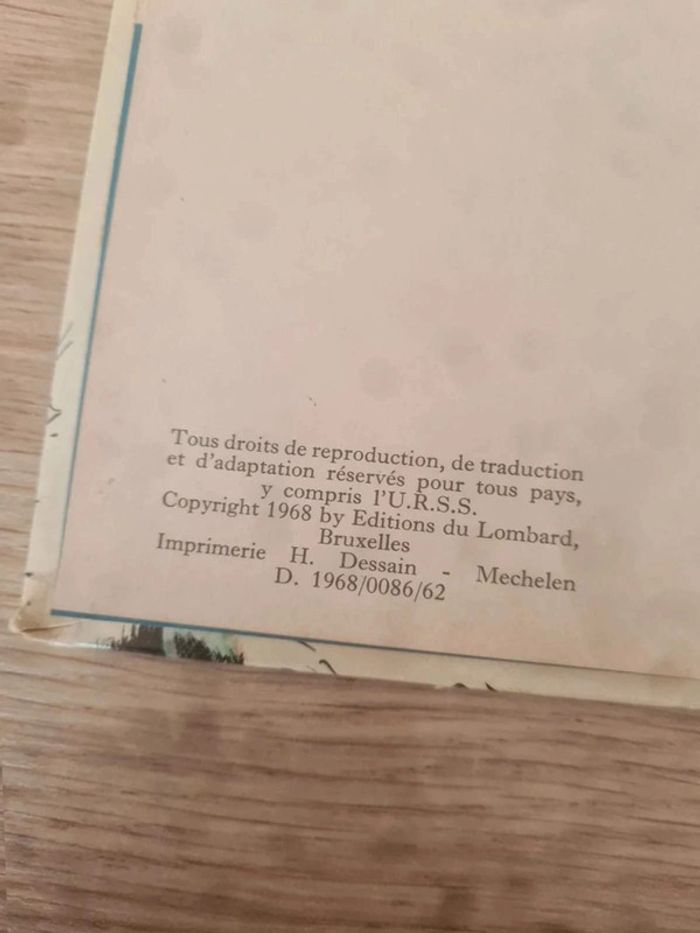 Tous droits de reproduction, de traduction
et d'adaptation réservés pour tous pays,
y compris l'U.R.S.S.
Copyright 1968 by Editions du Lombard,
Bruxelles
Imprimerie H. Dessain - Mechelen
D. 1968/0086/62